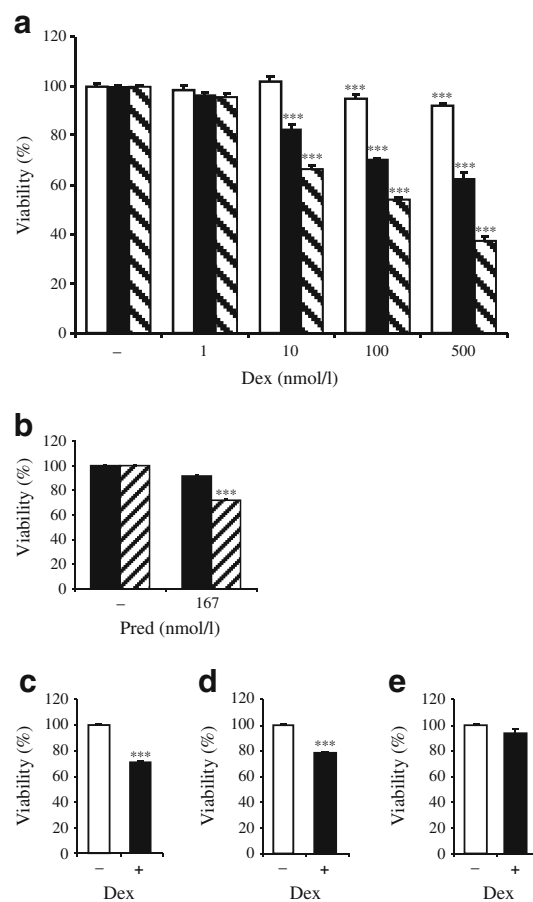 a
120
100
80
60
40
20
0
Viability (%)
*** *** *** *** *** *** *** ***
– 1 10 100 500
Dex (nmol/l)
b
120
100
80
60
40
20
0
Viability (%)
***
– 167
Pred (nmol/l)
c
120
100
80
60
40
20
0
Viability (%)
***
– +
Dex
d
120
100
80
60
40
20
0
Viability (%)
***
– +
Dex
e
120
100
80
60
40
20
0
Viability (%)
– +
Dex